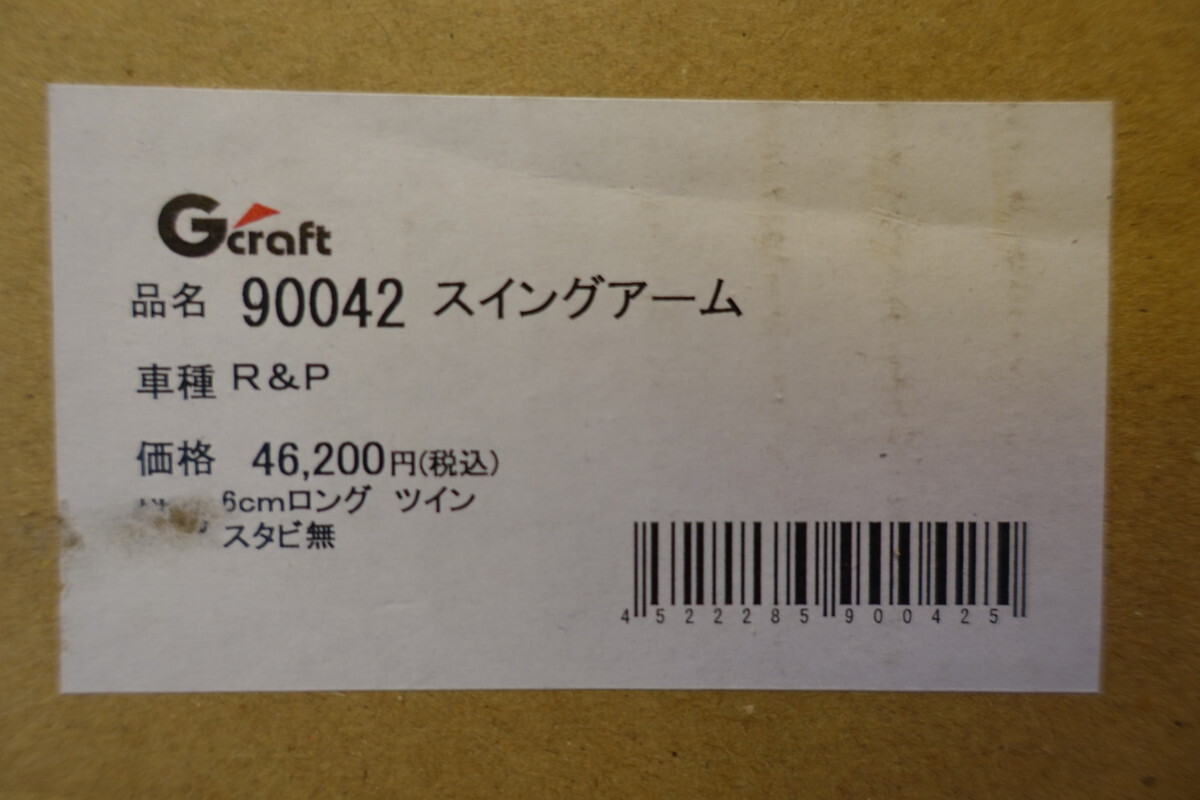 Gcraft
品名 90042 スイングアーム
車種 R&P
価格 46,200円(税込)
6cmロング ツイン
スタビ無
4522285900425